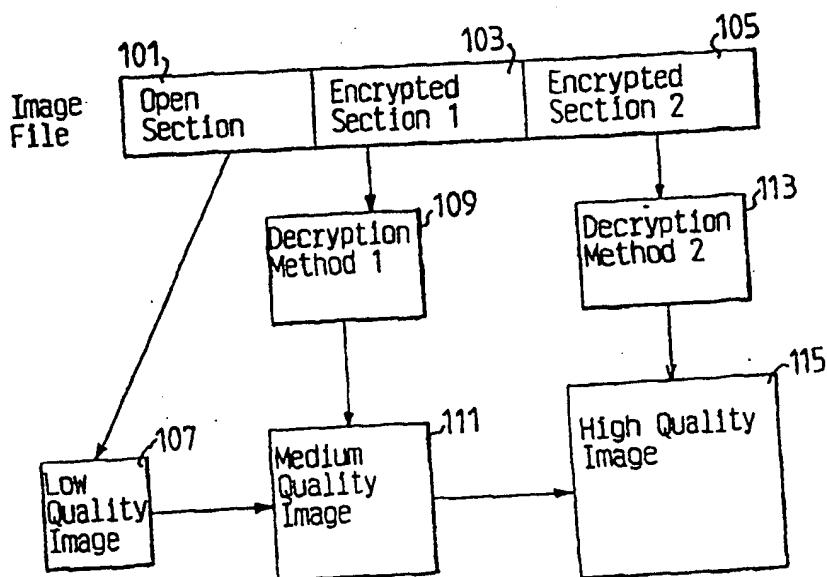 101
103
105
Image
File
Open
Section
Encrypted
Section 1
Encrypted
Section 2
109
Decryption
Method 1
113
Decryption
Method 2
107
Low
Quality
Image
111
Medium
Quality
Image
115
High Quality
Image